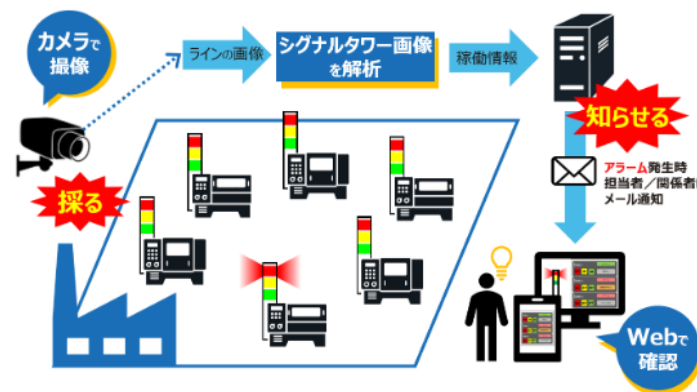 カメラで
撮像
ラインの画像
シグナルタワー画像
を解析
稼働情報
知らせる
アラーム発生時
担当者／関係者に
メール通知
採る
Webで
確認